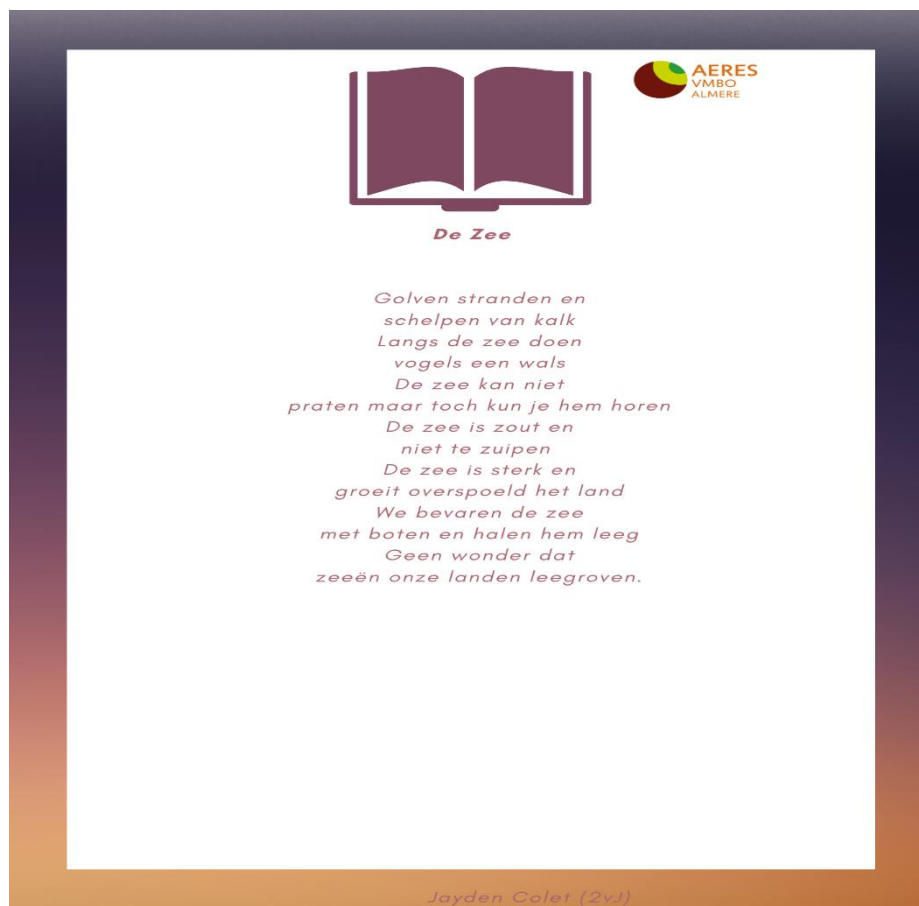 AERES
VMBO
ALMERE
De Zee
Golven stranden en
schelpen van kalk
Langs de zee doen
vogels een wals
De zee kan niet
praten maar toch kun je hem horen
De zee is zout en
niet te zuipen
De zee is sterk en
groeit overspoeld het land
We bevaren de zee
met boten en halen hem leeg
Geen wonder dat
zeeën onze landen leegroven.
Jayden Colet (2vJ)